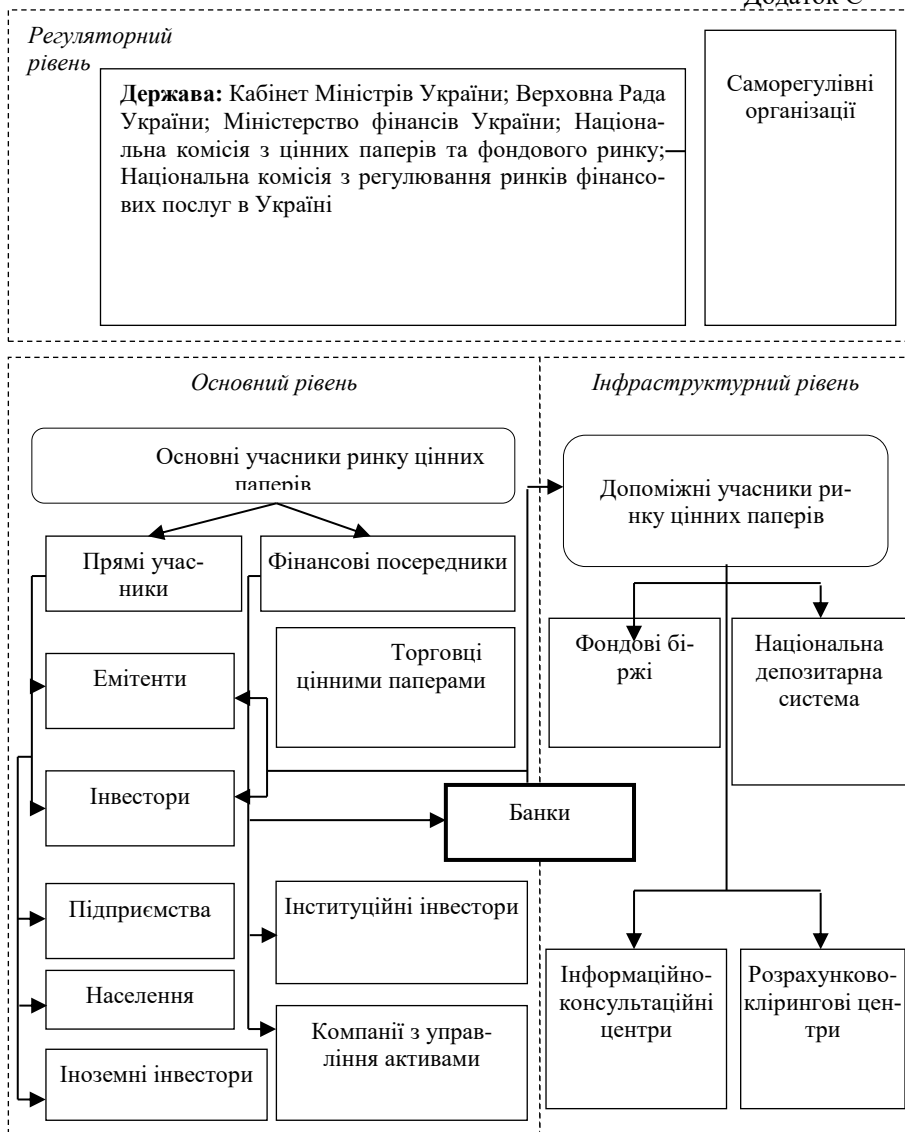 Додаток С
Регуляторний
рівень
Держава: Кабінет Міністрів України; Верховна Рада
України; Міністерство фінансів України; Націона-
льна комісія з цінних паперів та фондового ринку;
Національна комісія з регулювання ринків фінансо-
вих послуг в Україні
Саморегулівні
організації
Основний рівень
Інфраструктурний рівень
Основні учасники ринку цінних
паперів
Допоміжні учасники ри-
нку цінних паперів
Прямі учас-
ники
Фінансові посередники
Торговці
цінними паперами
Емітенти
Фондові бі-
ржі
Національна
депозитарна
система
Інвестори
Банки
Підприємства
Інституційні інвестори
Населення
Компанії з управ-
ління активами
Іноземні інвестори
Інформаційно-
консультаційні
центри
Розрахунково-
клірингові цен-
три